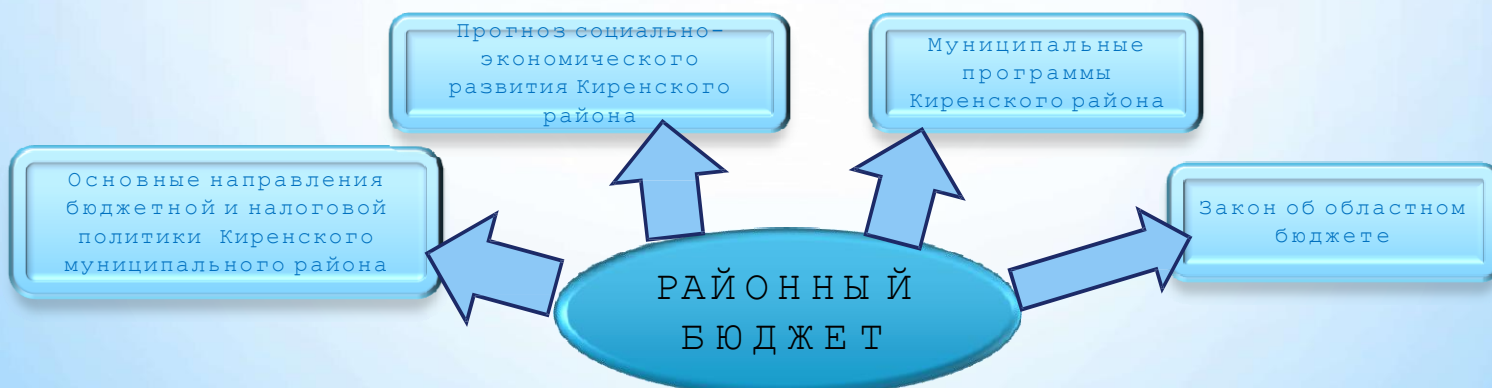 Прогноз социально-
экономического
развития Киренского
района
Муниципальные
программы
Киренского района
Основные направления
бюджетной и налоговой
политики Киренского
муниципального района
Закон об областном
бюджете
РАЙОННЫЙ
БЮДЖЕТ